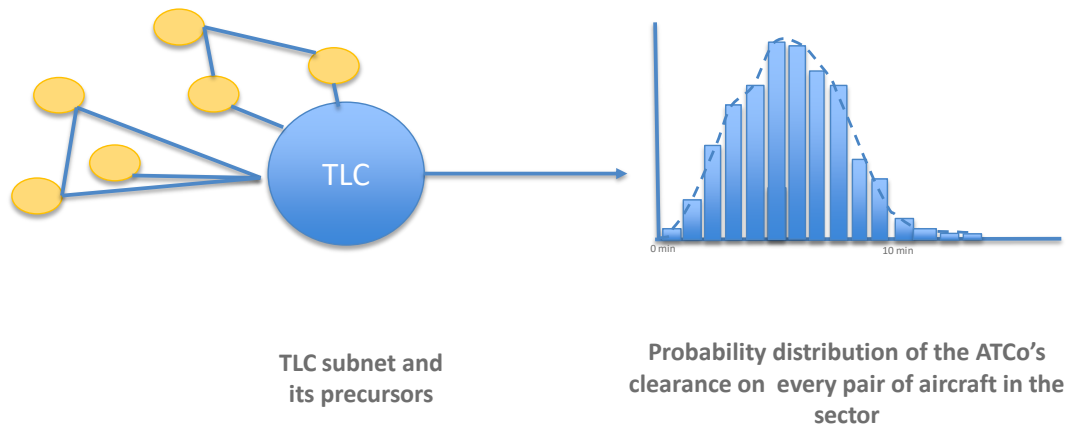 TLC
0 min
10 min
TLC subnet and
its precursors
Probability distribution of the ATCo's
clearance on every pair of aircraft in the
sector